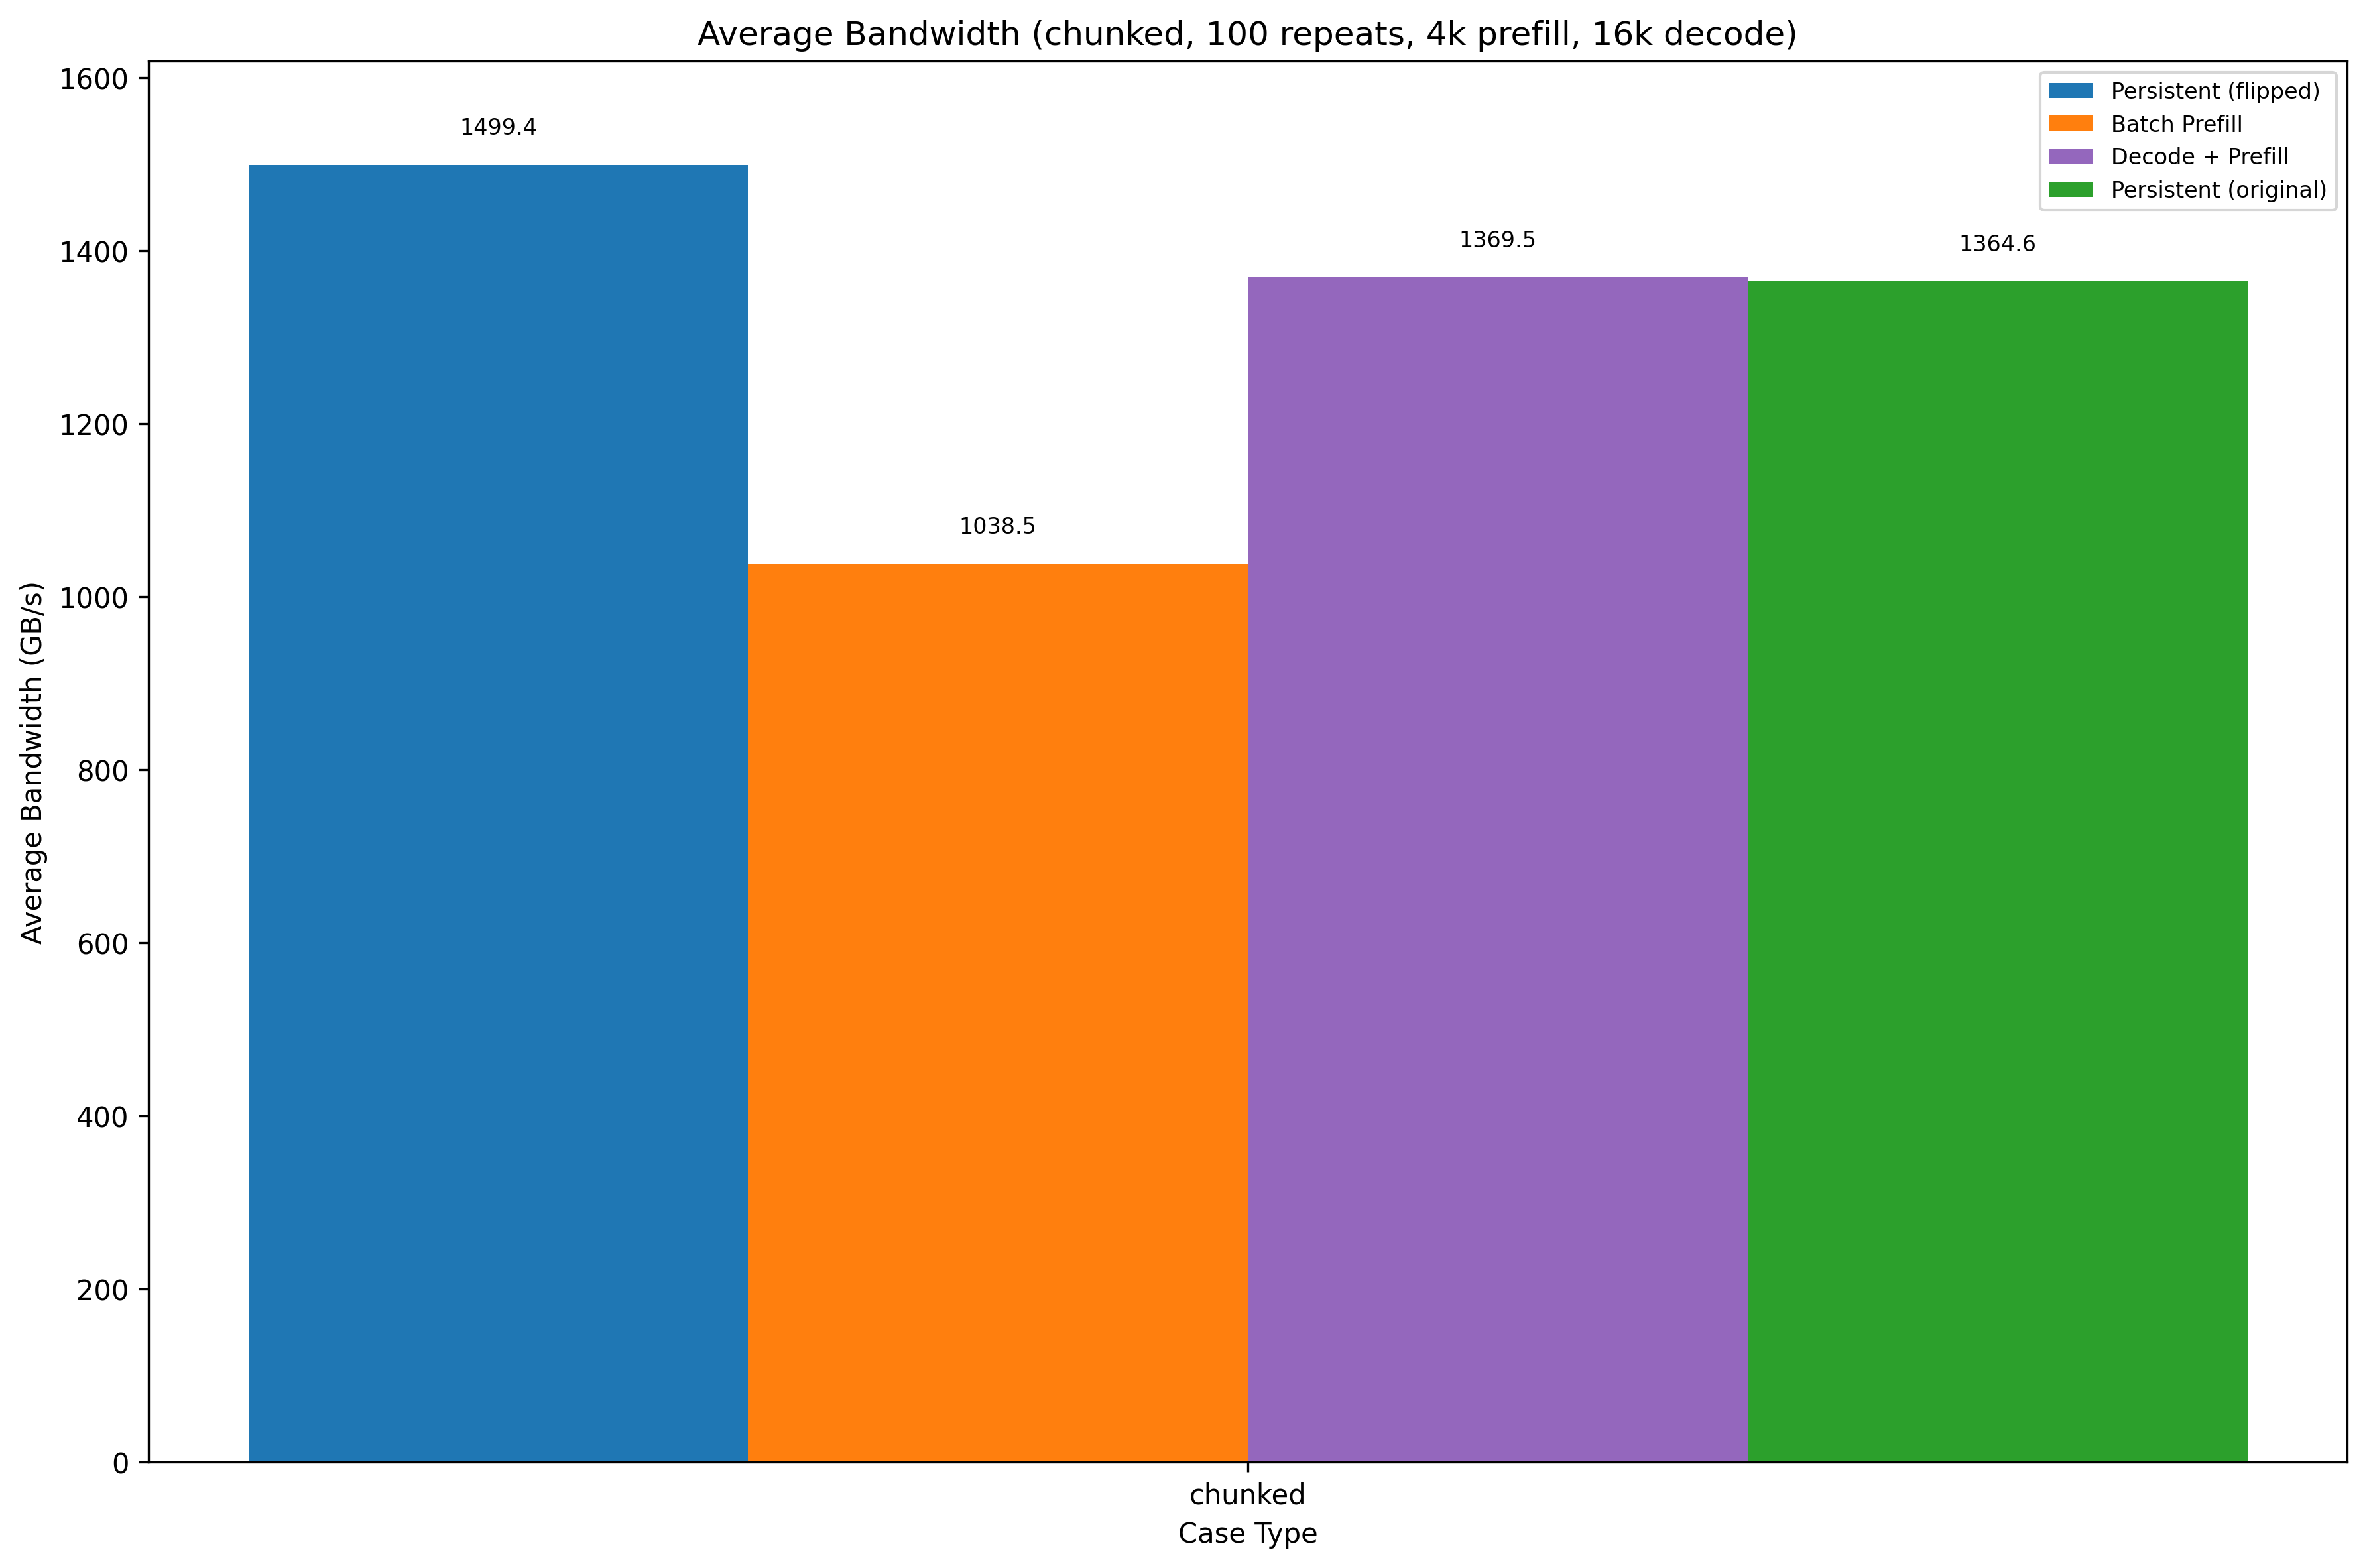 Average Bandwidth (chunked, 100 repeats, 4k prefill, 16k decode)
Average Bandwidth (GB/s)
1600
1400
1200
1000
800
600
400
200
0
1499.4
1038.5
1369.5
1364.6
Persistent (flipped)
Batch Prefill
Decode + Prefill
Persistent (original)
chunked
Case Type